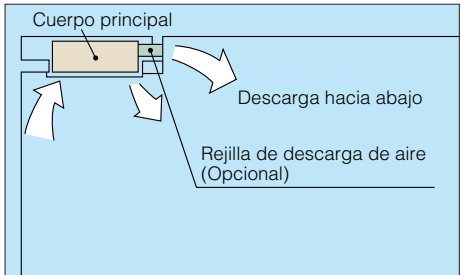 Cuerpo principal
Descarga hacia abajo
Rejilla de descarga de aire
(Opcional)